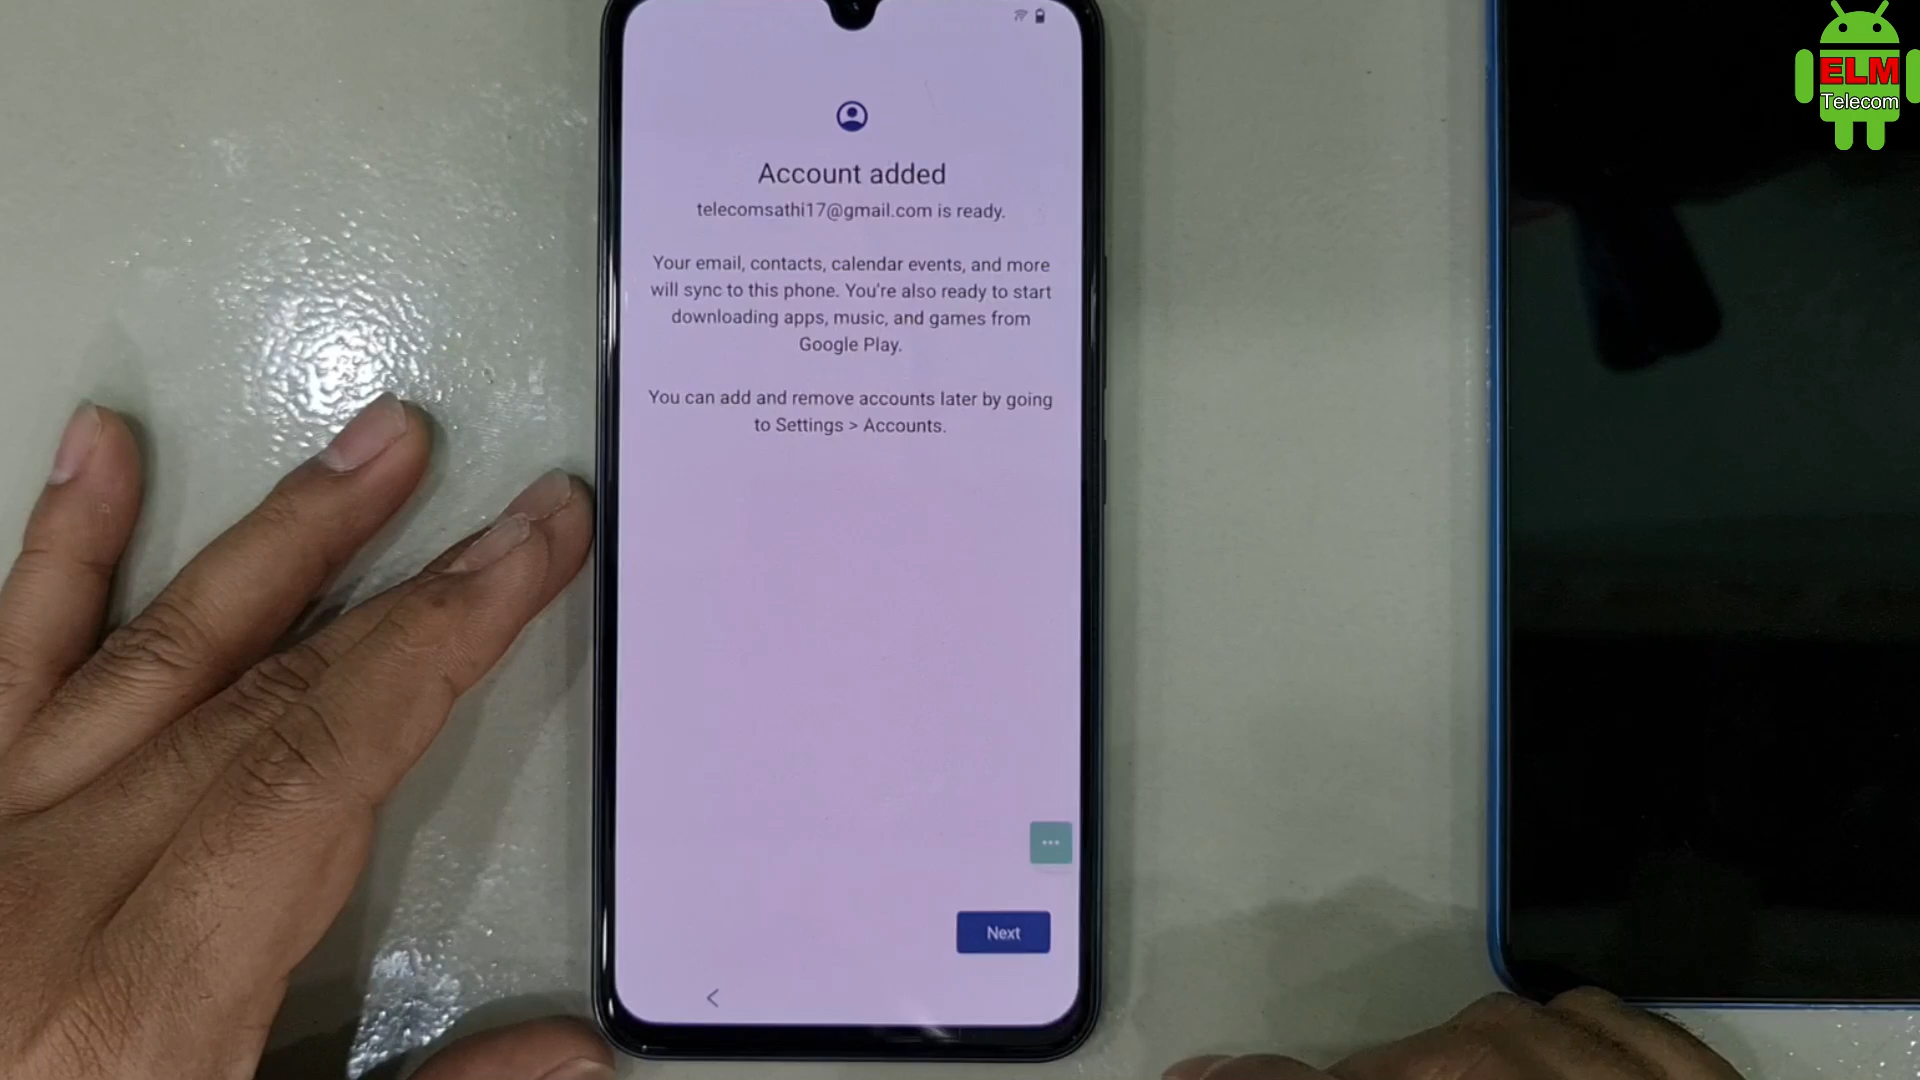 ELM
Telecom
Account added
telecomsathi17@gmail.com is ready.
Your email, contacts, calendar events, and more
will sync to this phone. You're also ready to start
downloading apps, music, and games from
Google Play.
You can add and remove accounts later by going
to Settings > Accounts.
Next